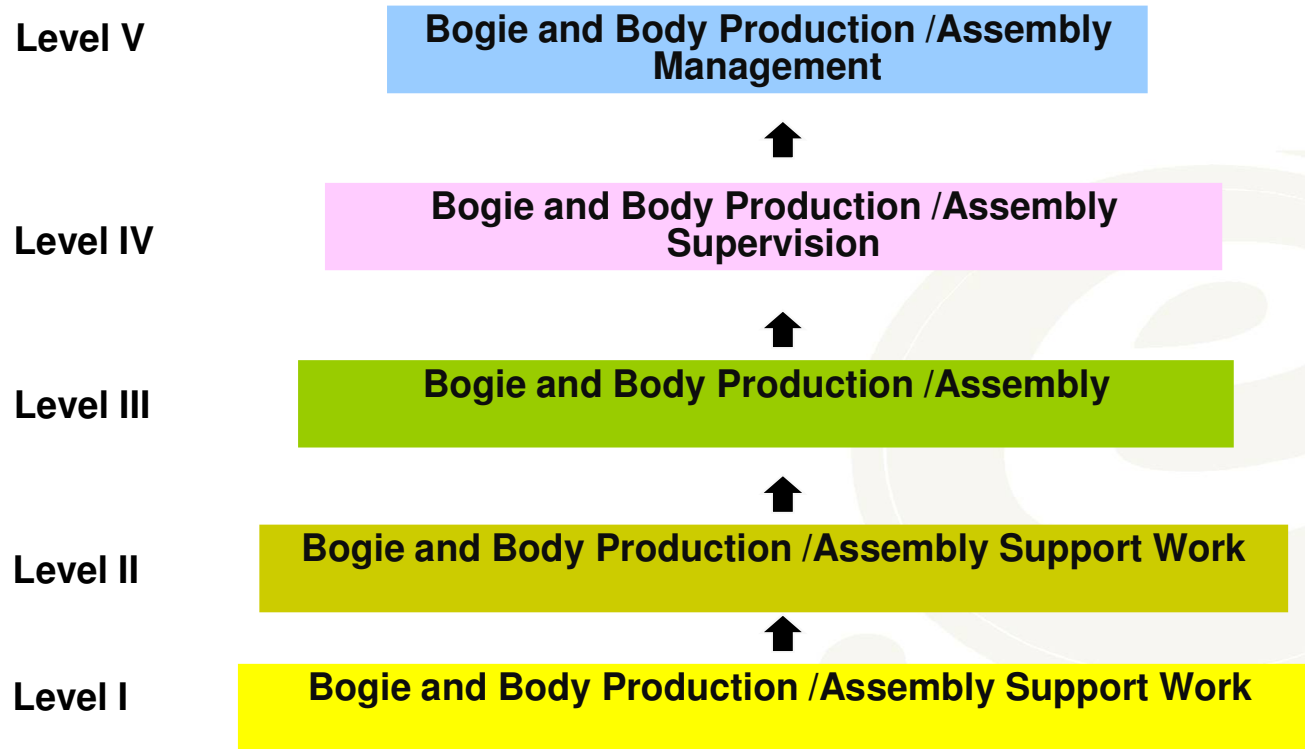 Level V
Bogie and Body Production /Assembly
Management
Level IV
Bogie and Body Production /Assembly
Supervision
Level III
Bogie and Body Production /Assembly
Level II
Bogie and Body Production /Assembly Support Work
Level I
Bogie and Body Production /Assembly Support Work